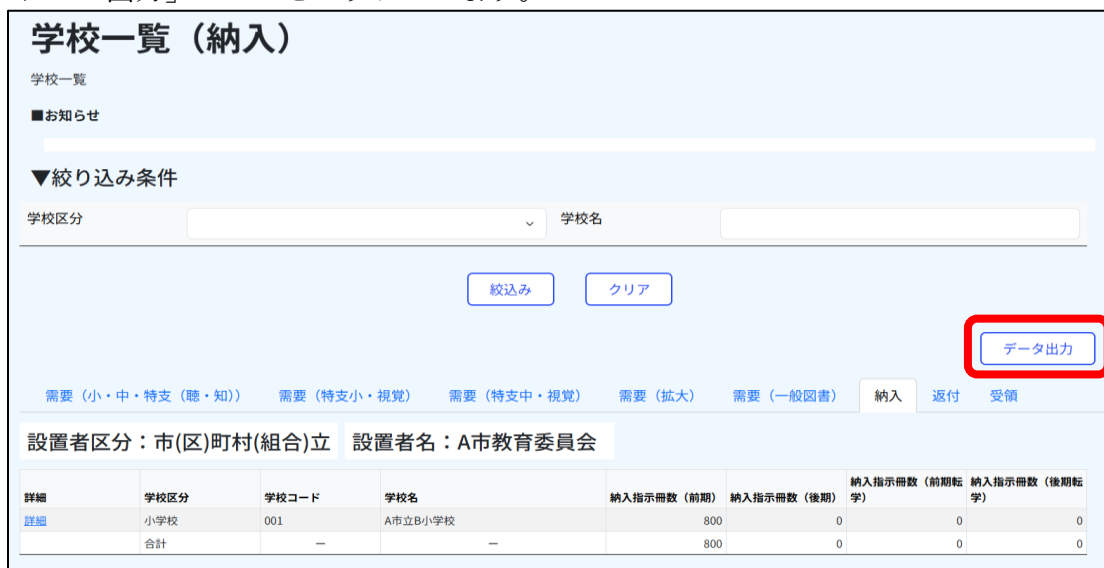 学校一覧（納入）
学校一覧
■お知らせ
▼絞り込み条件
学校区分 学校名
絞込み クリア
データ出力
需要（小・中・特支（聴・知）） 需要（特支小・視覚） 需要（特支中・視覚） 需要（拡大） 需要（一般図書） 納入 返付 受領
設置者区分：市(区)町村(組合)立 設置者名：A市教育委員会
詳細 学校区分 学校コード 学校名 納入指示冊数（前期） 納入指示冊数（後期） 納入指示冊数（前期転学） 納入指示冊数（後期転学）
詳細 小学校 001 A市立B小学校 800 0 0 0
合計 － － 800 0 0 0